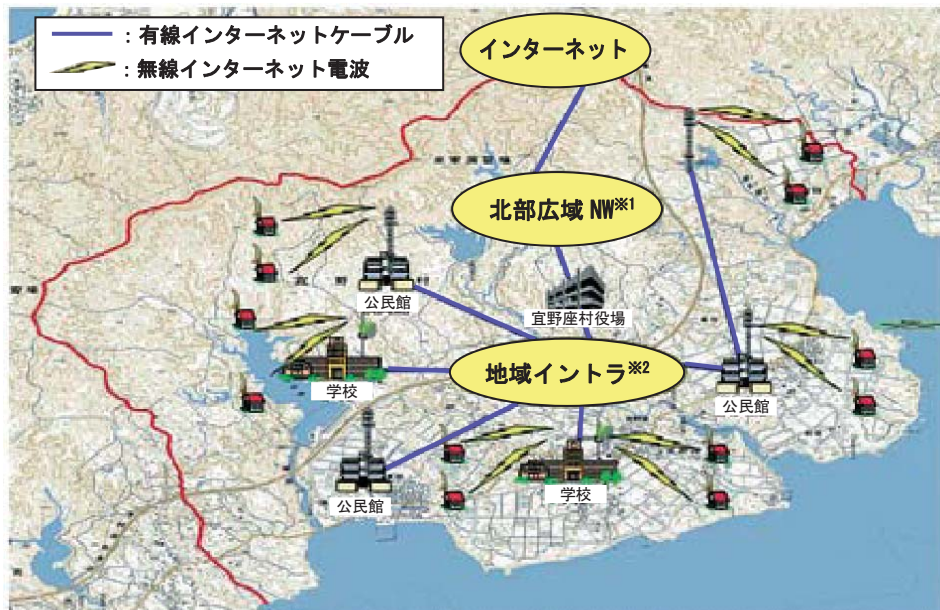 ：有線インターネットケーブル
：無線インターネット電波
インターネット
北部広域 NW※1
宜野座村役場
公民館
地域イントラ※2
学校
公民館
公民館
学校